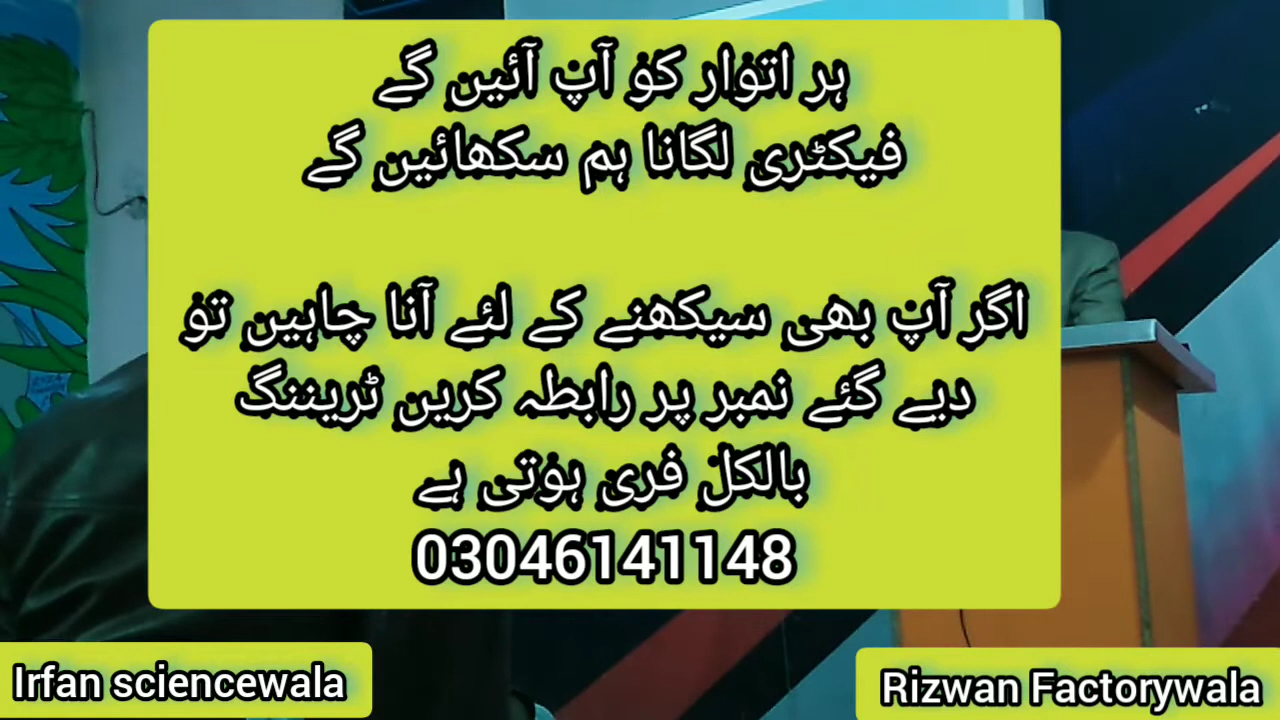 ہر اتوار کو آپ آئیں گے
فیکٹری لگانا ہم سکھائیں گے
اگر آپ بھی سیکھنے کے لئے آنا چاہیں تو
دیے گئے نمبر پر رابطہ کریں ٹریننگ
بالکل فری ہوتی ہے
03046141148
Irfan sciencewala
Rizwan Factorywala